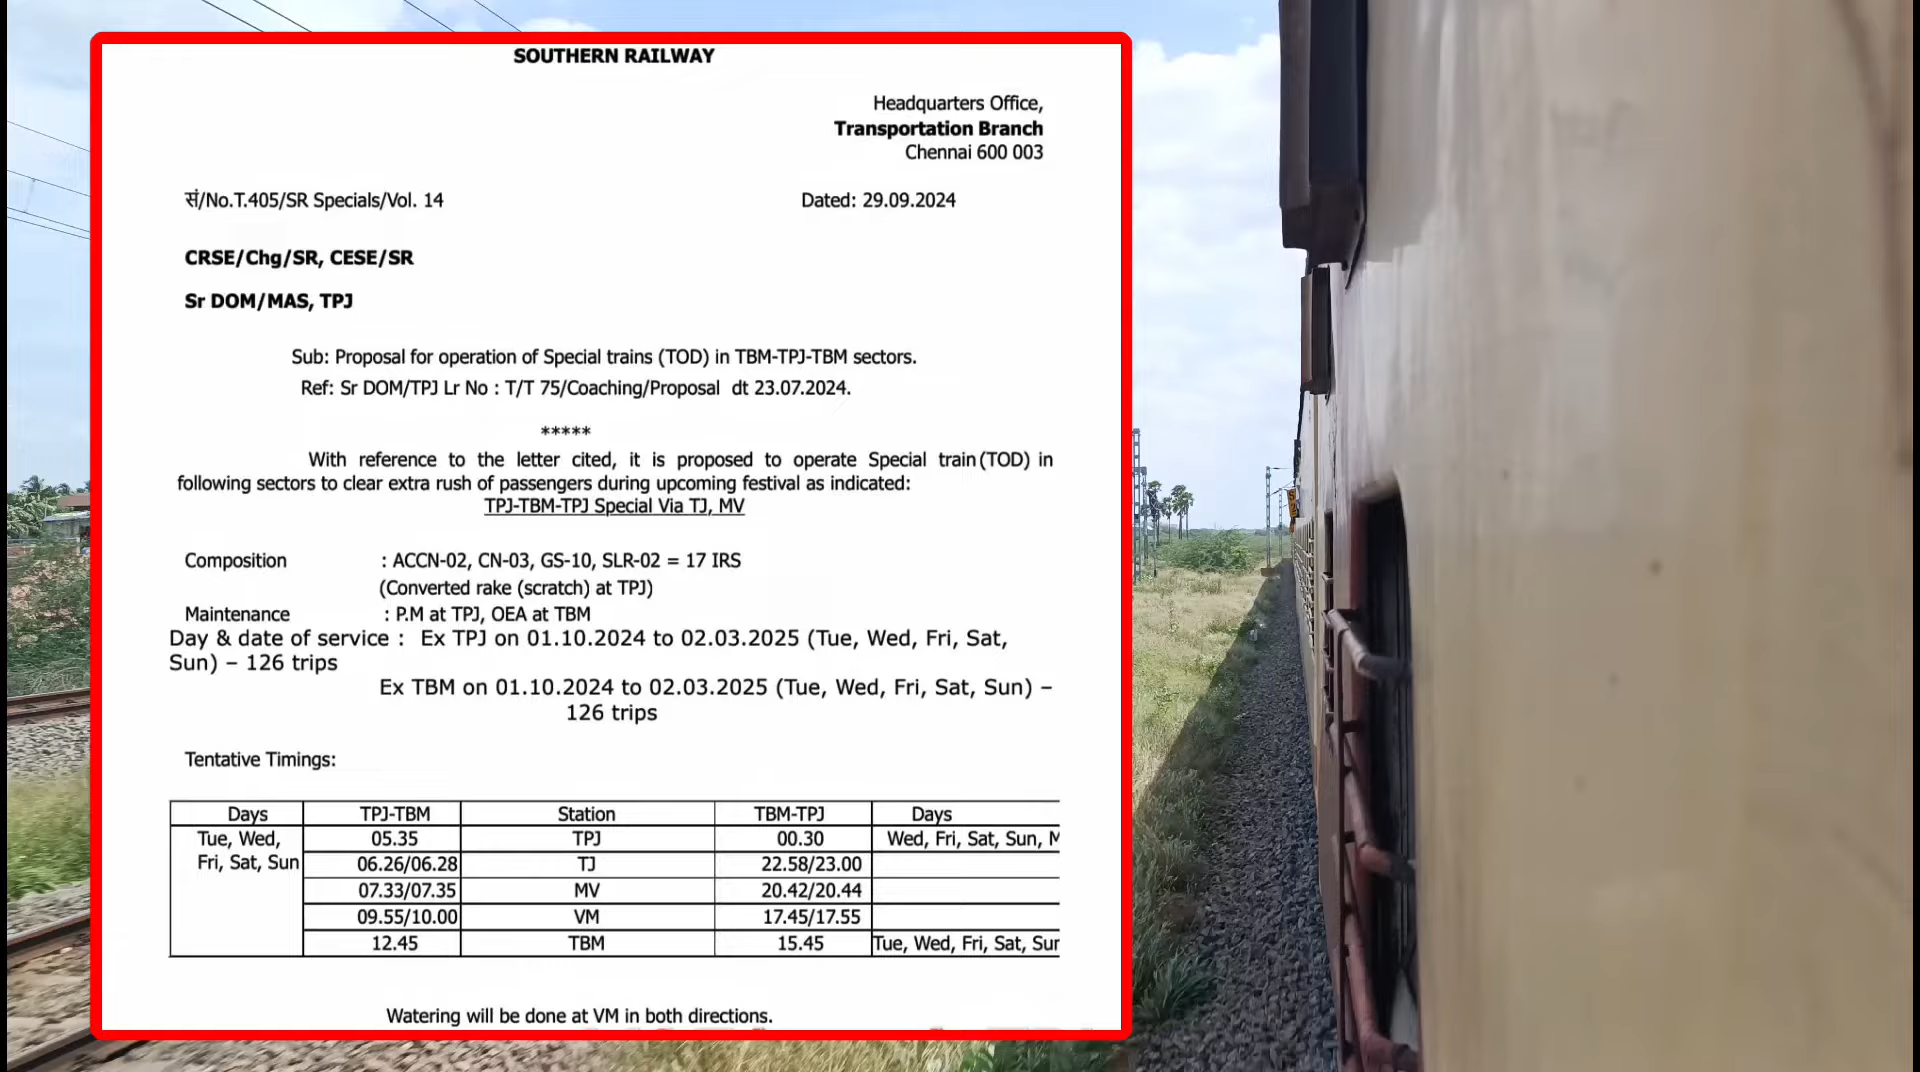 SOUTHERN RAILWAY
Headquarters Office,
Transportation Branch
Chennai 600 003
सं/No.T.405/SR Specials/Vol. 14 Dated: 29.09.2024
CRSE/Chg/SR, CESE/SR
Sr DOM/MAS, TPJ
Sub: Proposal for operation of Special trains (TOD) in TBM-TPJ-TBM sectors.
Ref: Sr DOM/TPJ Lr No : T/T 75/Coaching/Proposal dt 23.07.2024.
*****
With reference to the letter cited, it is proposed to operate Special train(TOD) in
following sectors to clear extra rush of passengers during upcoming festival as indicated:
TPJ-TBM-TPJ Special Via TJ, MV
Composition : ACCN-02, CN-03, GS-10, SLR-02 = 17 IRS
(Converted rake (scratch) at TPJ)
Maintenance : P.M at TPJ, OEA at TBM
Day & date of service : Ex TPJ on 01.10.2024 to 02.03.2025 (Tue, Wed, Fri, Sat,
Sun) – 126 trips
Ex TBM on 01.10.2024 to 02.03.2025 (Tue, Wed, Fri, Sat, Sun) –
126 trips
Tentative Timings:
Days TPJ-TBM Station TBM-TPJ Days
Tue, Wed, 05.35 TPJ 00.30 Wed, Fri, Sat, Sun, M
Fri, Sat, Sun 06.26/06.28 TJ 22.58/23.00
07.33/07.35 MV 20.42/20.44
09.55/10.00 VM 17.45/17.55
12.45 TBM 15.45 Tue, Wed, Fri, Sat, Sun
Watering will be done at VM in both directions.